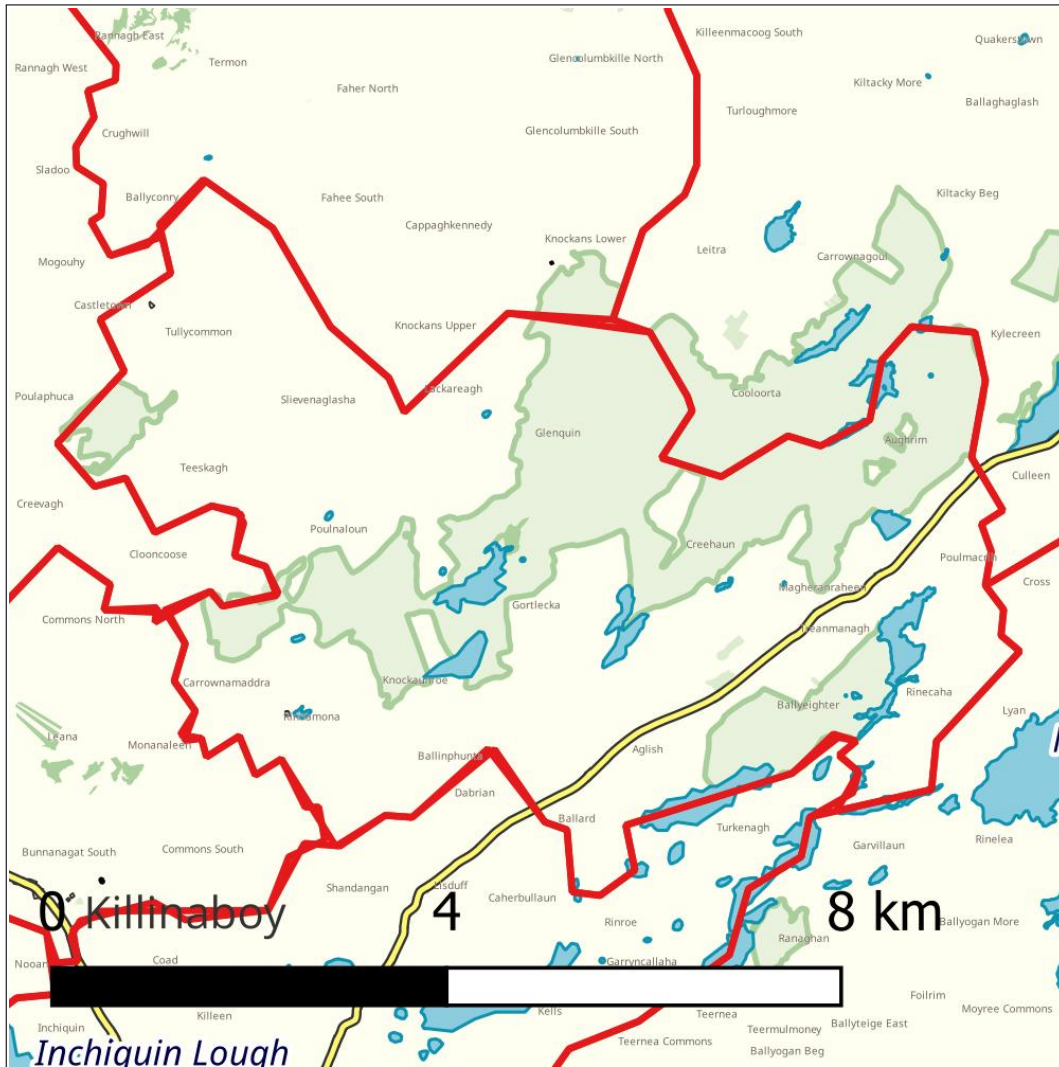 Rannagh East
Killeenmacoog South
Quakerstown
Rannagh West
Termon
Glencolumbkille North
Faher North
Kiltacky More
Ballaghaglash
Turloughmore
Crughwill
Glencolumbkille South
Sladoo
Ballyconry
Fahee South
Kiltacky Beg
Cappaghkennedy
Knockans Lower
Leitra
Mogouhy
Carrownagoul
Castletown
Tullycommon
Knockans Upper
Kylecreen
Lackareagh
Poulaphuca
Slievenaglasha
Cooloorta
Glenquin
Aughrim
Teeskagh
Culleen
Creevagh
Poulnaloun
Clooncoose
Creehaun
Poulmacrih
Magheranraheen
Cross
Commons North
Gortlecka
Treanmanagh
Carrownamaddra
Knockaunroe
Rinecaha
Ballyeighter
Lyan
Rinnamona
Leana
Monanaleen
Aglish
Ballinphunta
Dabrian
Ballard
Turkenagh
Rinelea
Garvillaun
Bunnanagat South
Commons South
Shandangan
Lisduff
Caherbullaun
0 Killinaboy 4 8 km
Rinroe
Ballyogan More
Ranaghan
Nooan
Coad
Garryncallaha
Foilrim
Moyree Commons
Inchiquin
Killeen
Kells
Teernea
Teermulmoney
Ballyteige East
Inchiquin Lough
Teernea Commons
Ballyogan Beg